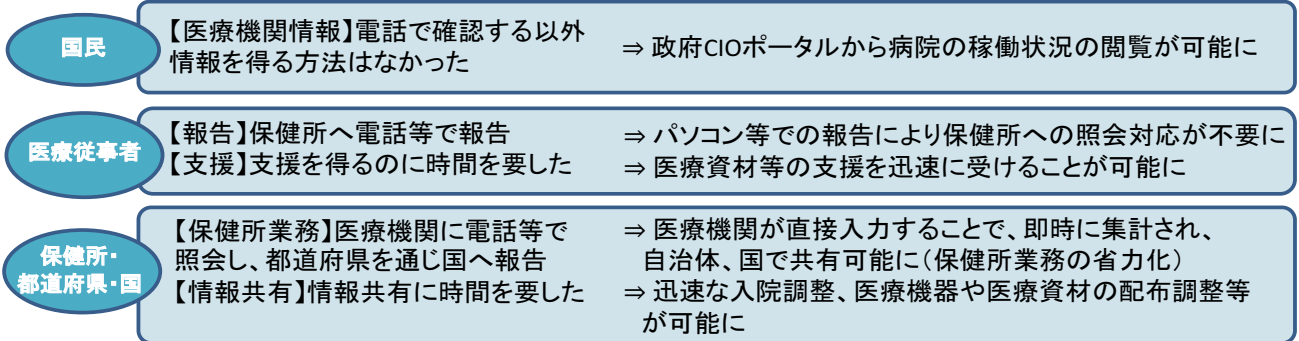 国民
【医療機関情報】電話で確認する以外
情報を得る方法はなかった
⇒ 政府CIOポータルから病院の稼働状況の閲覧が可能に
医療従事者
【報告】保健所へ電話等で報告
【支援】支援を得るのに時間を要した
⇒ パソコン等での報告により保健所への照会対応が不要に
⇒ 医療資材等の支援を迅速に受けることが可能に
保健所・
都道府県・国
【保健所業務】医療機関に電話等で
照会し、都道府県を通じ国へ報告
【情報共有】情報共有に時間を要した
⇒ 医療機関が直接入力することで、即時に集計され、
自治体、国で共有可能に(保健所業務の省力化)
⇒ 迅速な入院調整、医療機器や医療資材の配布調整等
が可能に